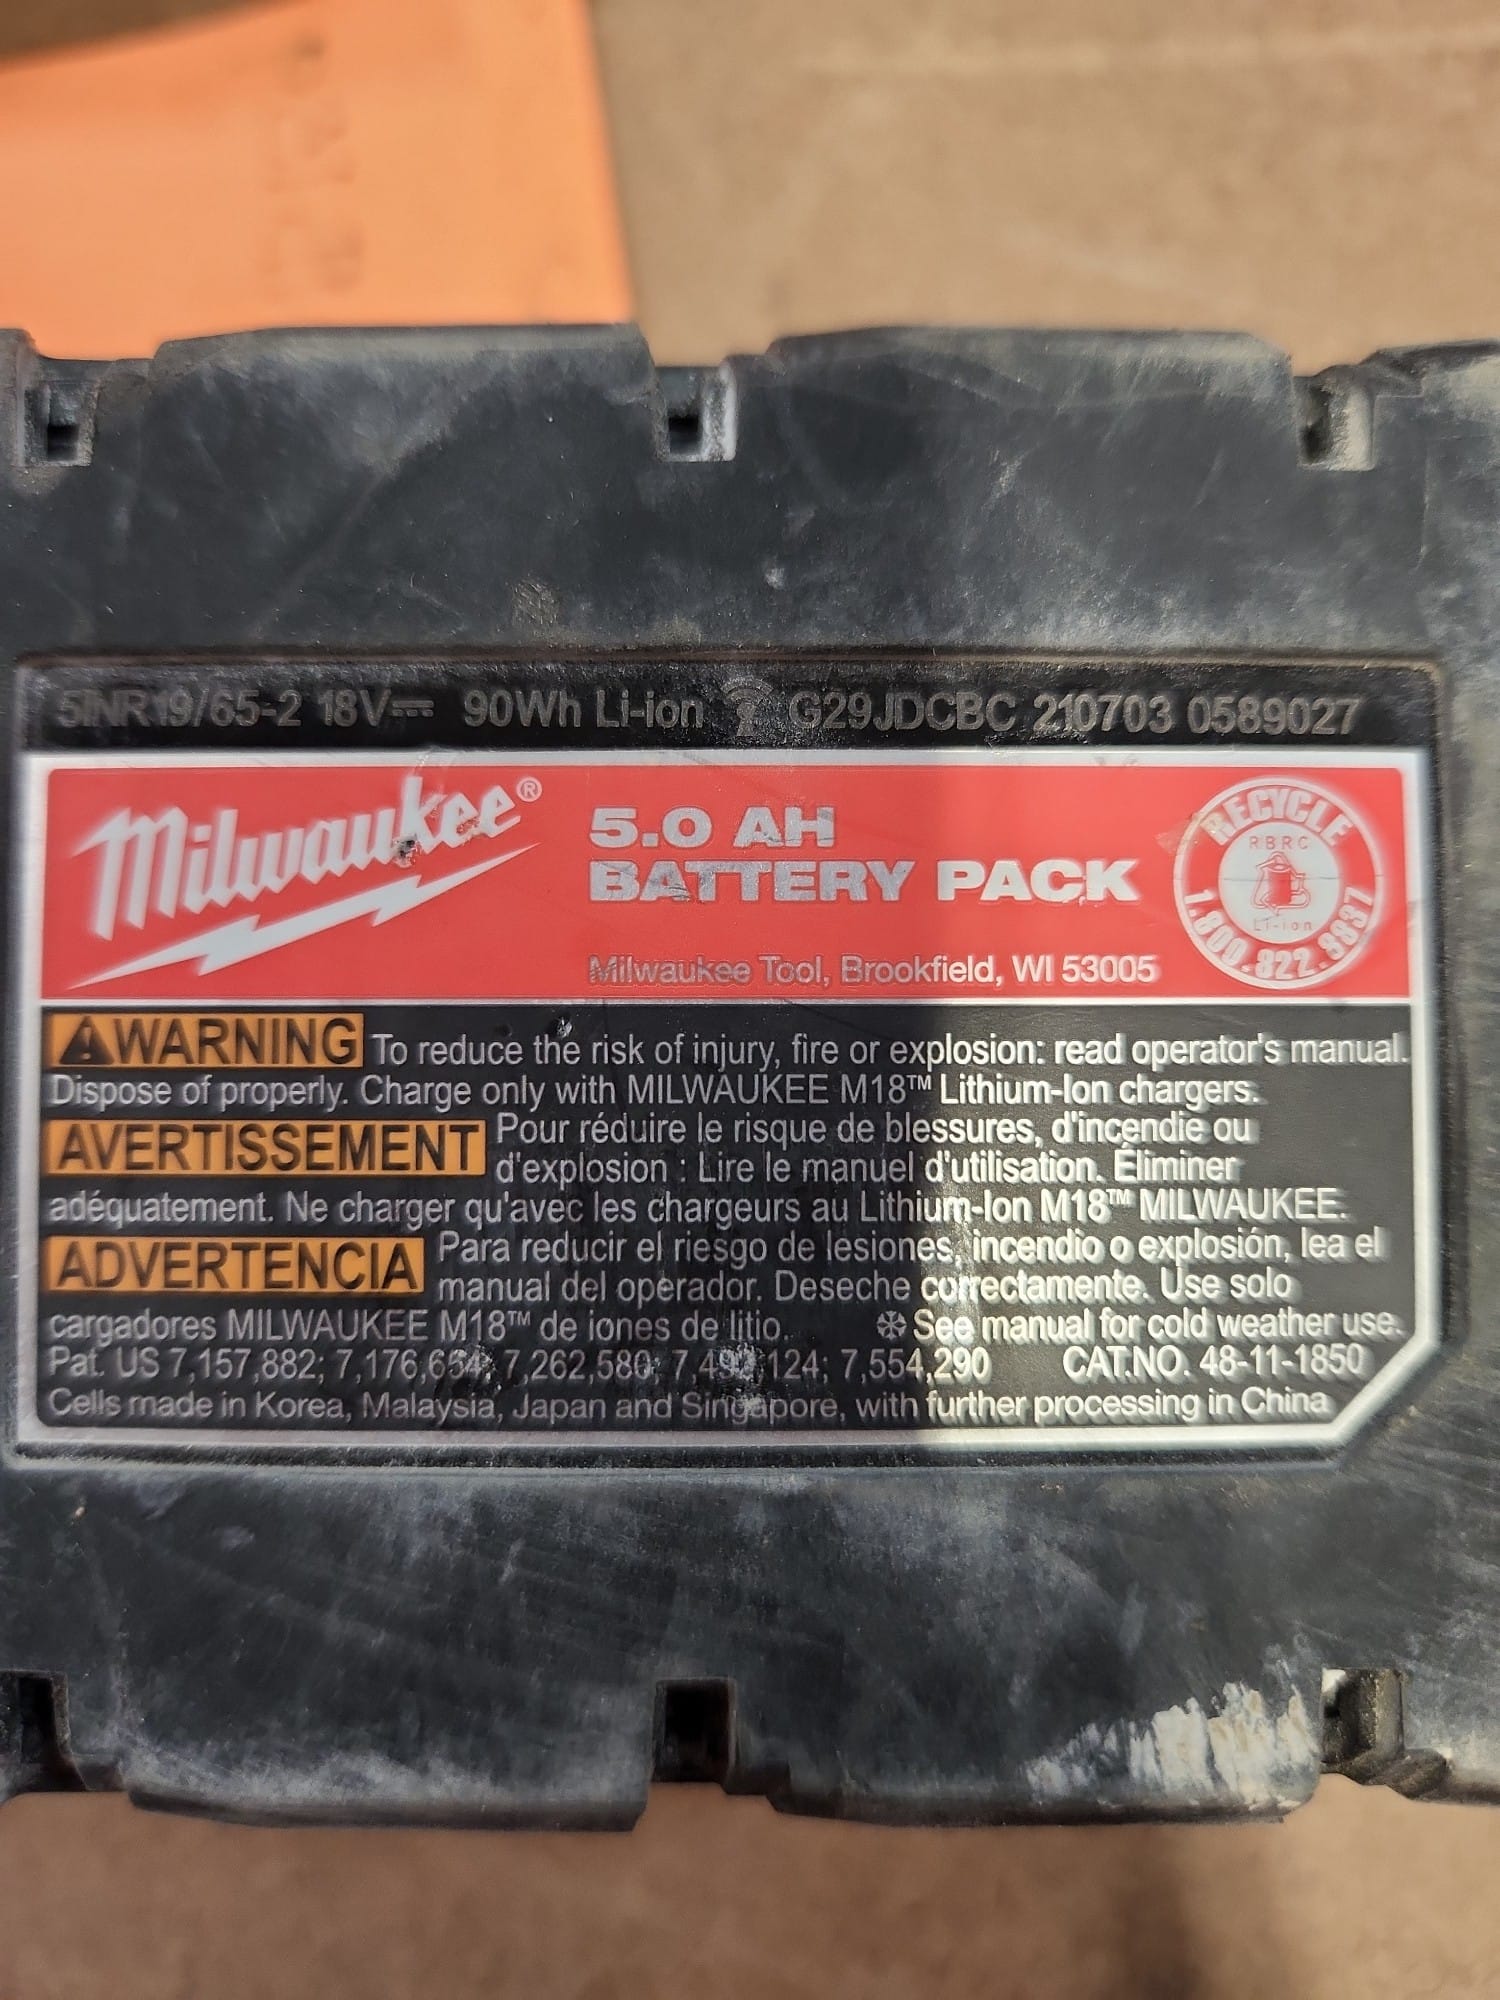 5INR19/65-2 18V⎓ 90Wh Li-ion G29JDCBC 210703 0589027
Milwaukee®
5.0 AH
BATTERY PACK
Milwaukee Tool, Brookfield, WI 53005
RECYCLE
RBRC
Li-Ion
1.800.822.8837
⚠WARNING To reduce the risk of injury, fire or explosion: read operator's manual.
Dispose of properly. Charge only with MILWAUKEE M18™ Lithium-Ion chargers.
AVERTISSEMENT Pour réduire le risque de blessures, d'incendie ou
d'explosion : Lire le manuel d'utilisation. Éliminer
adéquatement. Ne charger qu'avec les chargeurs au Lithium-Ion M18™ MILWAUKEE.
ADVERTENCIA Para reducir el riesgo de lesiones, incendio o explosión, lea el
manual del operador. Deseche correctamente. Use solo
cargadores MILWAUKEE M18™ de iones de litio. ❄See manual for cold weather use.
Pat. US 7,157,882; 7,176,654; 7,262,580; 124; 7,554,290 CAT.NO. 48-11-1850
Cells made in Korea, Malaysia, Japan and Singapore, with further processing in China